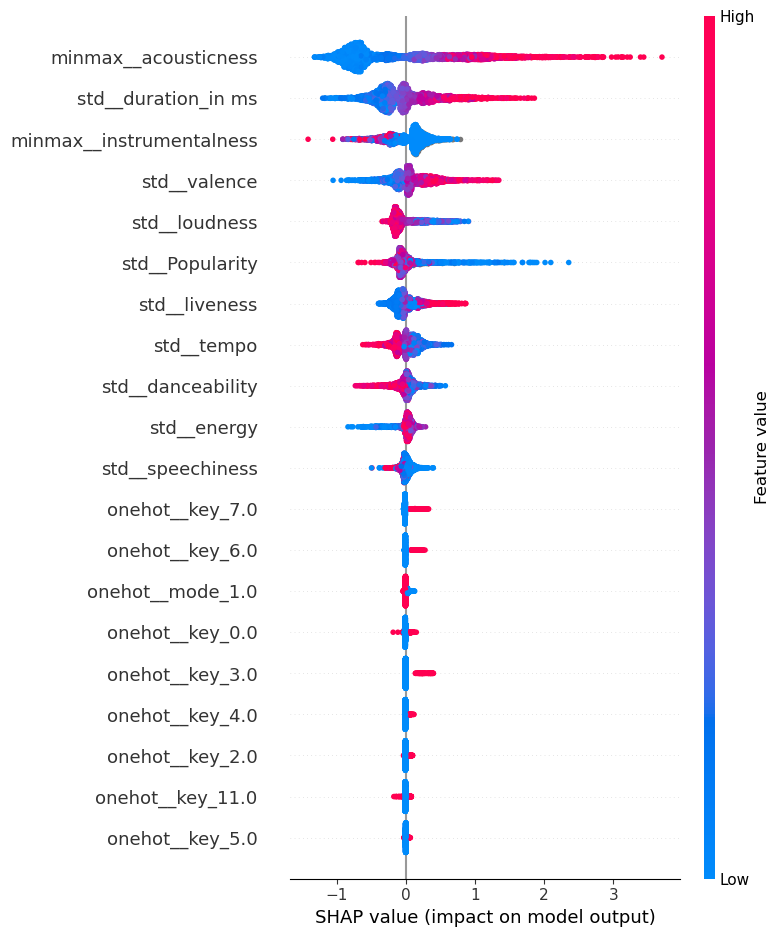 High
minmax__acousticness
std__duration_in ms
minmax__instrumentalness
std__valence
std__loudness
std__Popularity
std__liveness
std__tempo
std__danceability
std__energy
std__speechiness
onehot__key_7.0
onehot__key_6.0
onehot__mode_1.0
onehot__key_0.0
onehot__key_3.0
onehot__key_4.0
onehot__key_2.0
onehot__key_11.0
onehot__key_5.0
Feature value
Low
−1 0 1 2 3
SHAP value (impact on model output)